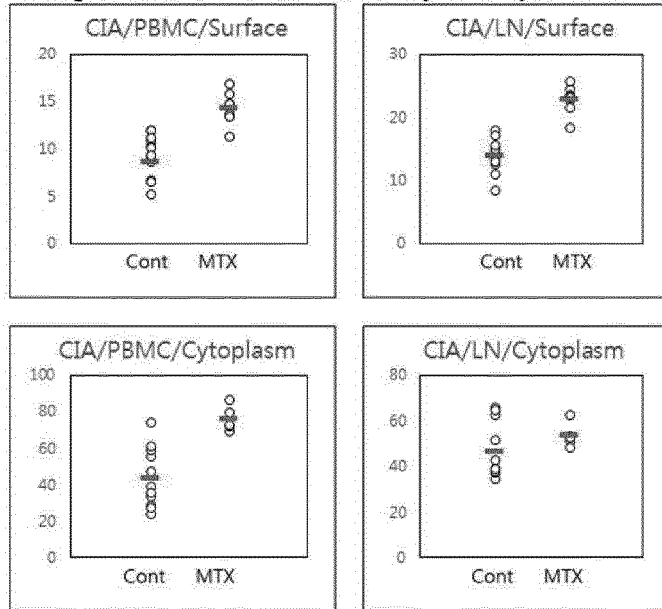 CIA/PBMC/Surface
20
15
10
5
0
Cont MTX
CIA/LN/Surface
30
20
10
0
Cont MTX
CIA/PBMC/Cytoplasm
100
80
60
40
20
0
Cont MTX
CIA/LN/Cytoplasm
80
60
40
20
0
Cont MTX